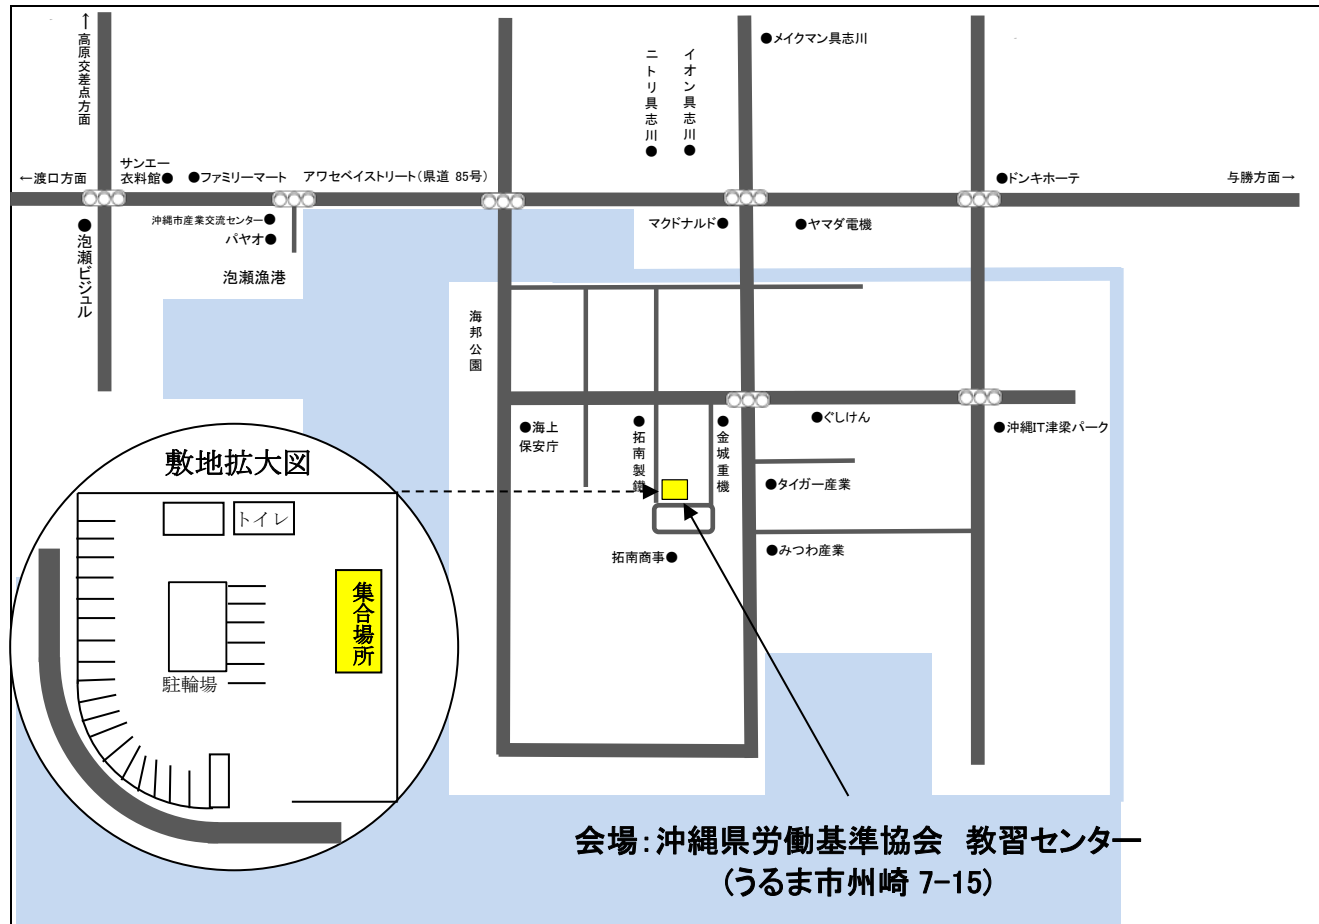 ↑高原交差点方面
●メイクマン具志川
ニトリ具志川●
イオン具志川●
←渡口方面
サンエー
衣料館●
●ファミリーマート
アワセベイストリート(県道 85号)
●ドンキホーテ
与勝方面→
●泡瀬ビジュル
沖縄市産業交流センター●
パヤオ●
泡瀬漁港
マクドナルド●
●ヤマダ電機
海邦公園
●海上
保安庁
●拓南製鐵
●金城重機
●ぐしけん
●沖縄IT津梁パーク
●タイガー産業
●みつわ産業
拓南商事●
敷地拡大図
トイレ
集合場所
駐輪場
会場:沖縄県労働基準協会 教習センター
(うるま市州崎 7-15)